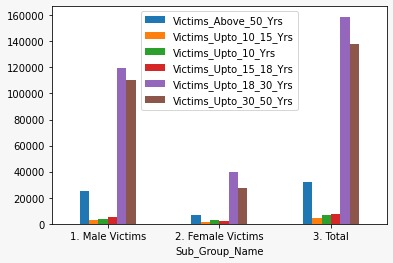 160000
140000
120000
100000
80000
60000
40000
20000
0
Victims_Above_50_Yrs
Victims_Upto_10_15_Yrs
Victims_Upto_10_Yrs
Victims_Upto_15_18_Yrs
Victims_Upto_18_30_Yrs
Victims_Upto_30_50_Yrs
1. Male Victims
2. Female Victims
3. Total
Sub_Group_Name